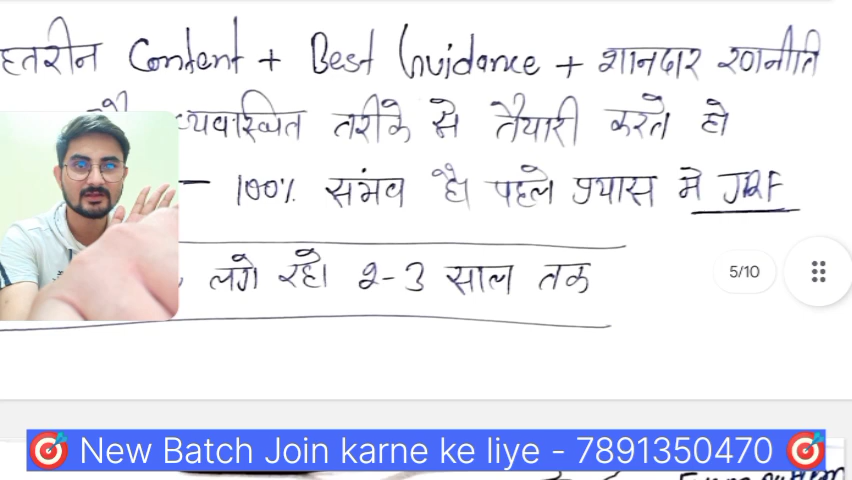 हतरीन Content + Best Guidance + शानदार रणनीति
व्यवस्थित तरीके से तैयारी करते हो
— 100% संभव है। पहले प्रयास मे JRF
लगे रहो। 2-3 साल तक
5/10
🎯 New Batch Join karne ke liye - 7891350470 🎯